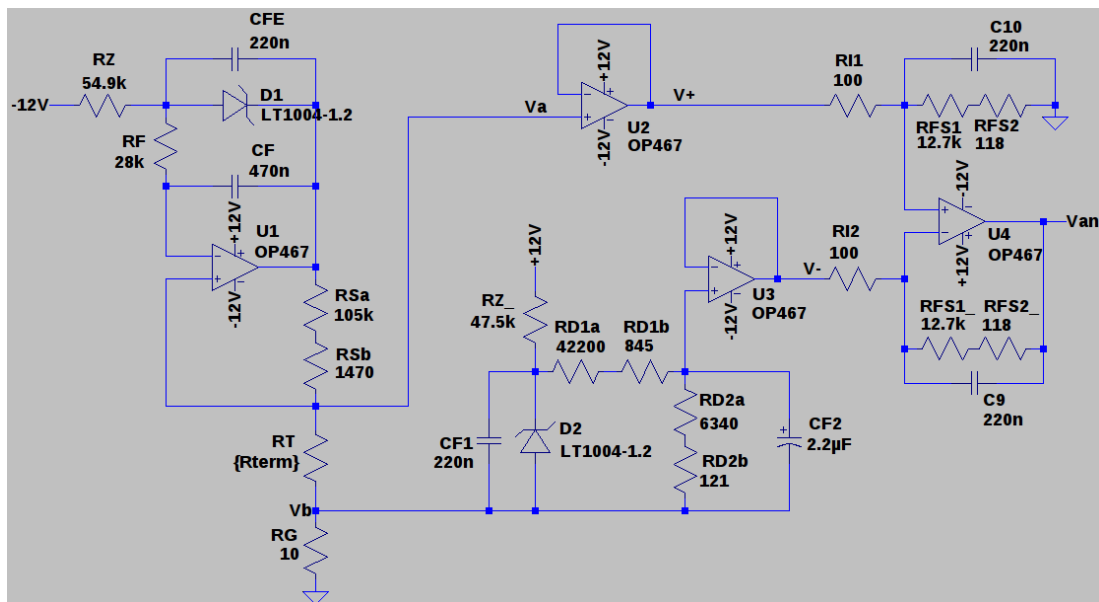 CFE
220n
RZ
54.9k
-12V
D1
LT1004-1.2
RF
28k
CF
470n
+12V
U1
OP467
-12V
RSa
105k
RSb
1470
RT
{Rterm}
Vb
RG
10
Va
+12V
-12V
U2
OP467
V+
RI1
100
C10
220n
RFS1
12.7k
RFS2
118
-12V
+12V
U4
OP467
Van
+12V
-12V
U3
OP467
V-
RI2
100
RFS1_
12.7k
RFS2_
118
C9
220n
+12V
RZ_
47.5k
RD1a
42200
RD1b
845
CF1
220n
D2
LT1004-1.2
RD2a
6340
RD2b
121
CF2
2.2µF